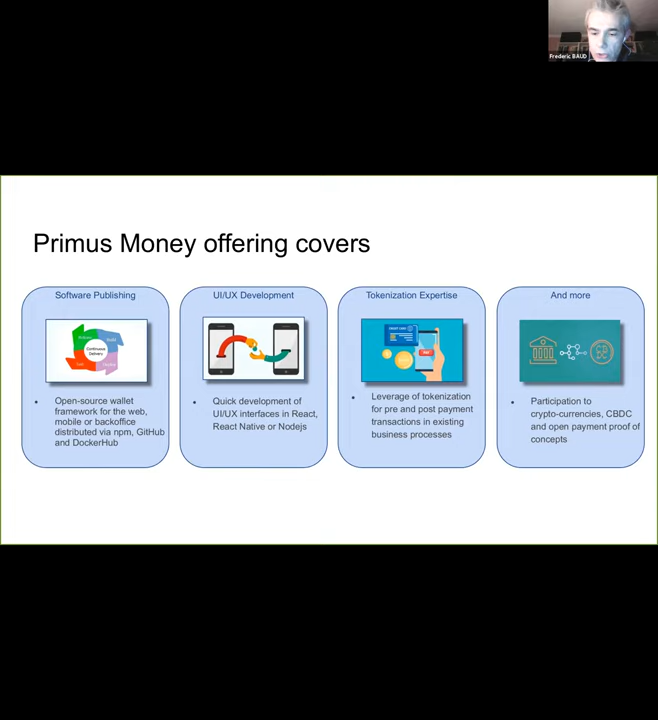 Frederic BAUD
Primus Money offering covers
Software Publishing
Continuous
Delivery
Open-source wallet
framework for the web,
mobile or backoffice
distributed via npm, GitHub
and DockerHub
UI/UX Development
Quick development of
UI/UX interfaces in React,
React Native or Nodejs
Tokenization Expertise
Leverage of tokenization
for pre and post payment
transactions in existing
business processes
And more
Participation to
crypto-currencies, CBDC
and open payment proof of
concepts